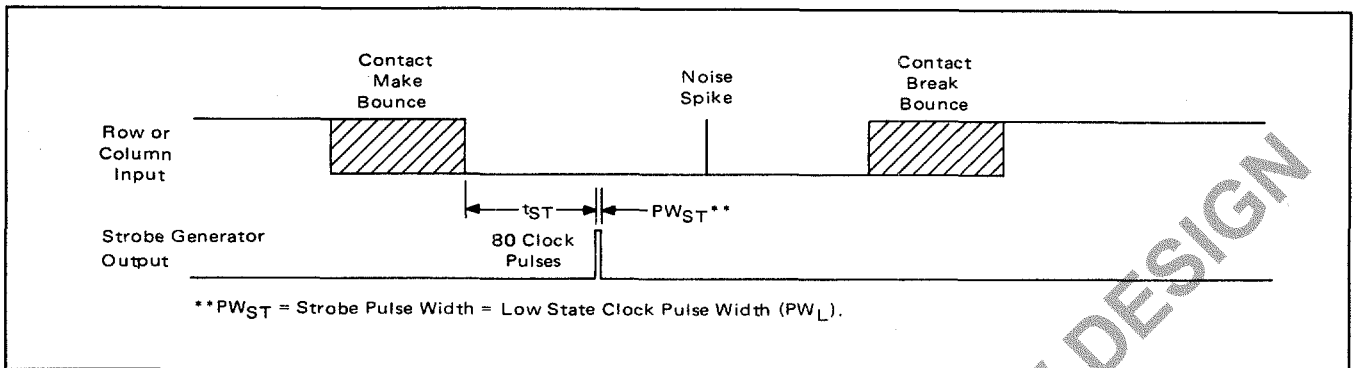 Contact
Make
Bounce
Noise
Spike
Contact
Break
Bounce
Row or
Column
Input
tST
PWST**
Strobe Generator
Output
80 Clock
Pulses
**PWST = Strobe Pulse Width = Low State Clock Pulse Width (PWL).
DESIGN